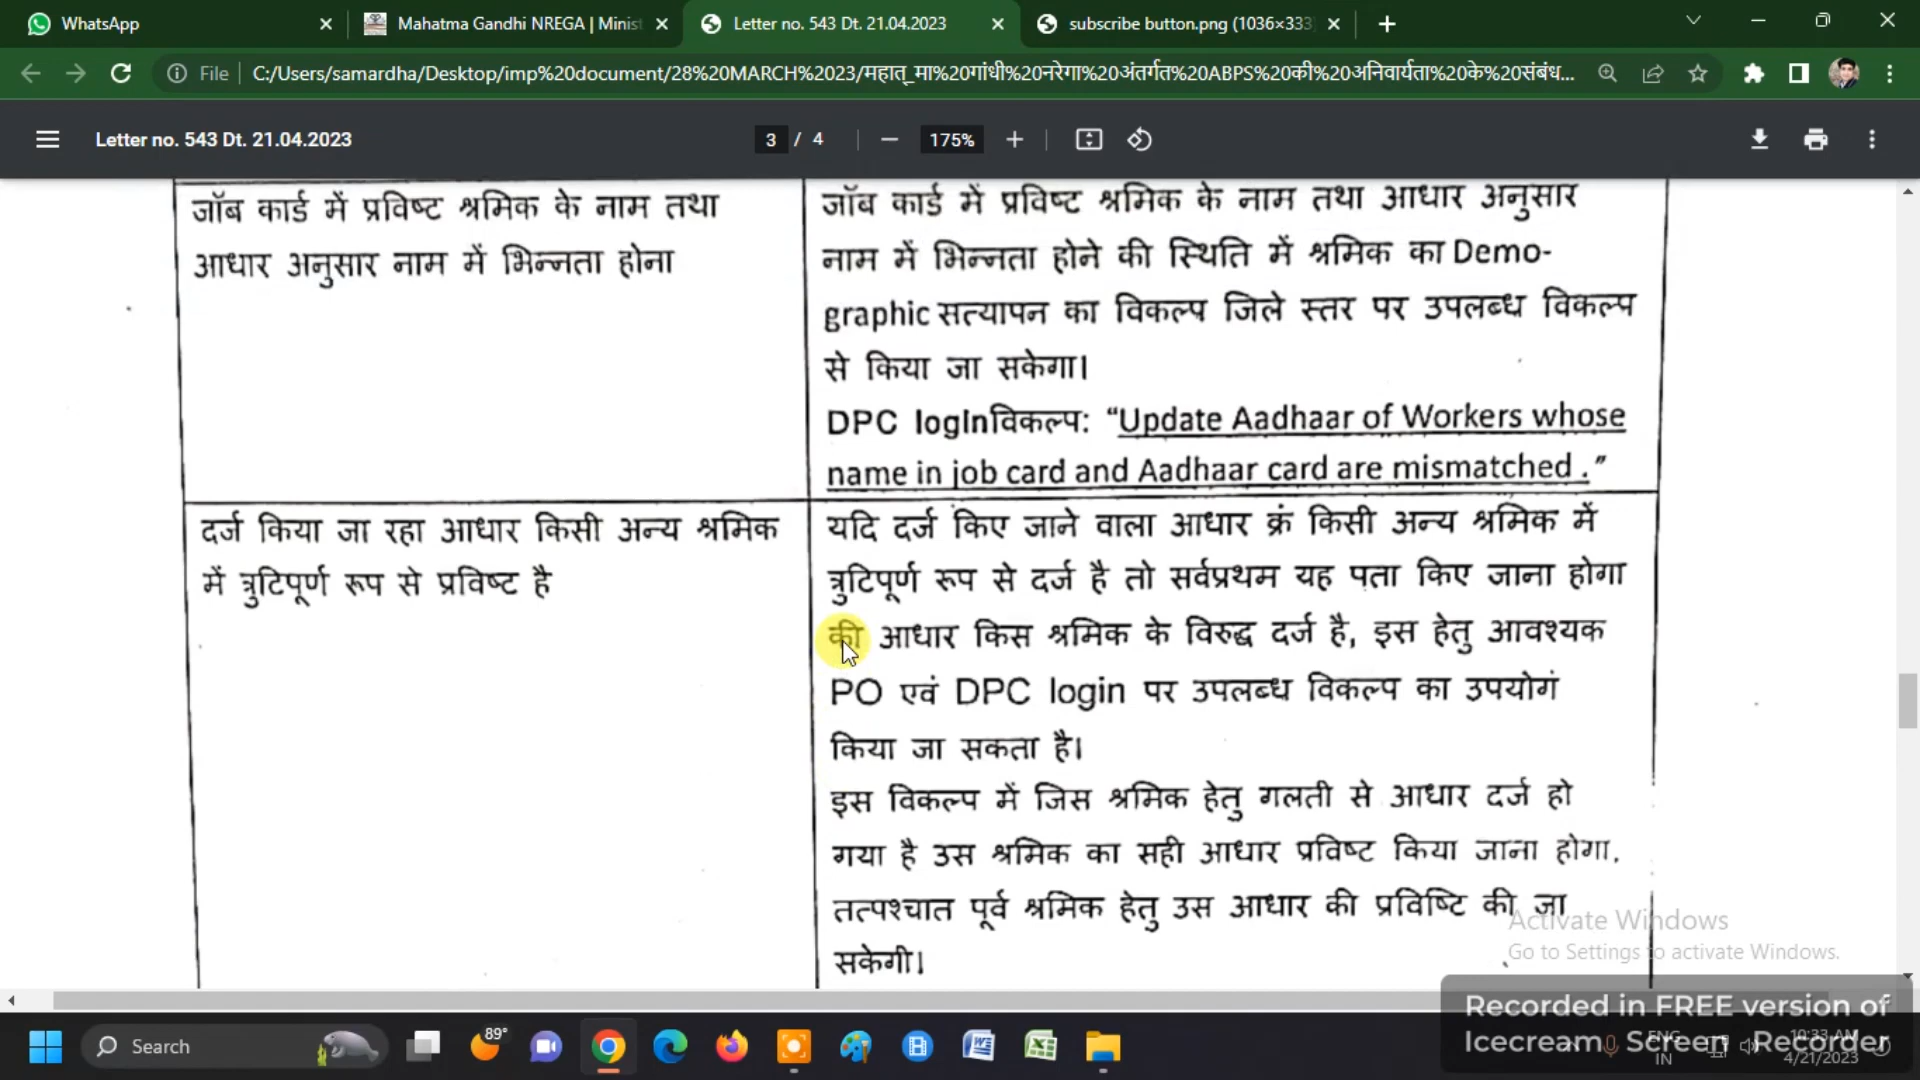 WhatsApp
Mahatma Gandhi NREGA | Minis
Letter no. 543 Dt. 21.04.2023
subscribe button.png (1036×333
File
C:/Users/samardha/Desktop/imp%20document/28%20MARCH%202023/महात्_मा%20गांधी%20नरेगा%20अंतर्गत%20ABPS%20की%20अनिवार्यता%20के%20संबंध...
Letter no. 543 Dt. 21.04.2023
3 / 4
175%
जॉब कार्ड में प्रविष्ट श्रमिक के नाम तथा
आधार अनुसार नाम में भिन्नता होना
जॉब कार्ड में प्रविष्ट श्रमिक के नाम तथा आधार अनुसार
नाम में भिन्नता होने की स्थिति में श्रमिक का Demo-
graphic सत्यापन का विकल्प जिले स्तर पर उपलब्ध विकल्प
से किया जा सकेगा।
DPC loginविकल्प: “Update Aadhaar of Workers whose
name in job card and Aadhaar card are mismatched .”
दर्ज किया जा रहा आधार किसी अन्य श्रमिक
में त्रुटिपूर्ण रूप से प्रविष्ट है
यदि दर्ज किए जाने वाला आधार क्रं किसी अन्य श्रमिक में
त्रुटिपूर्ण रूप से दर्ज है तो सर्वप्रथम यह पता किए जाना होगा
की आधार किस श्रमिक के विरुद्ध दर्ज है, इस हेतु आवश्यक
PO एवं DPC login पर उपलब्ध विकल्प का उपयोग
किया जा सकता है।
इस विकल्प में जिस श्रमिक हेतु गलती से आधार दर्ज हो
गया है उस श्रमिक का सही आधार प्रविष्ट किया जाना होगा.
तत्पश्चात पूर्व श्रमिक हेतु उस आधार की प्रविष्टि की जा
सकेगी।
Activate Windows
Go to Settings to activate Windows.
Recorded in FREE version of
Icecream Screen Recorder
Search
89°
ENG
IN
10:33 AM
4/21/2023